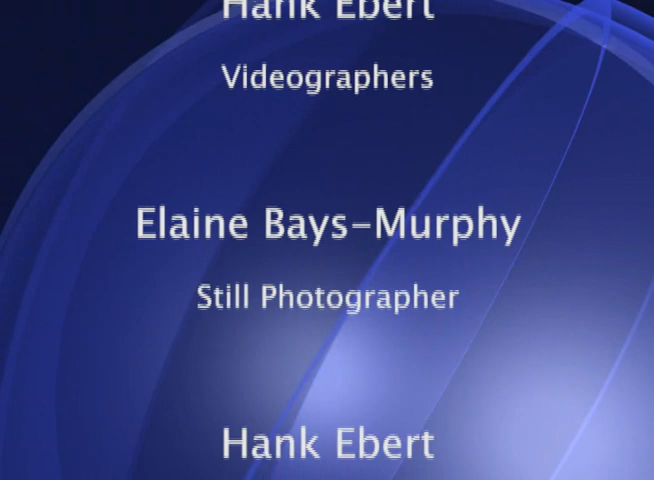 Hank Ebert
Videographers
Elaine Bays-Murphy
Still Photographer
Hank Ebert